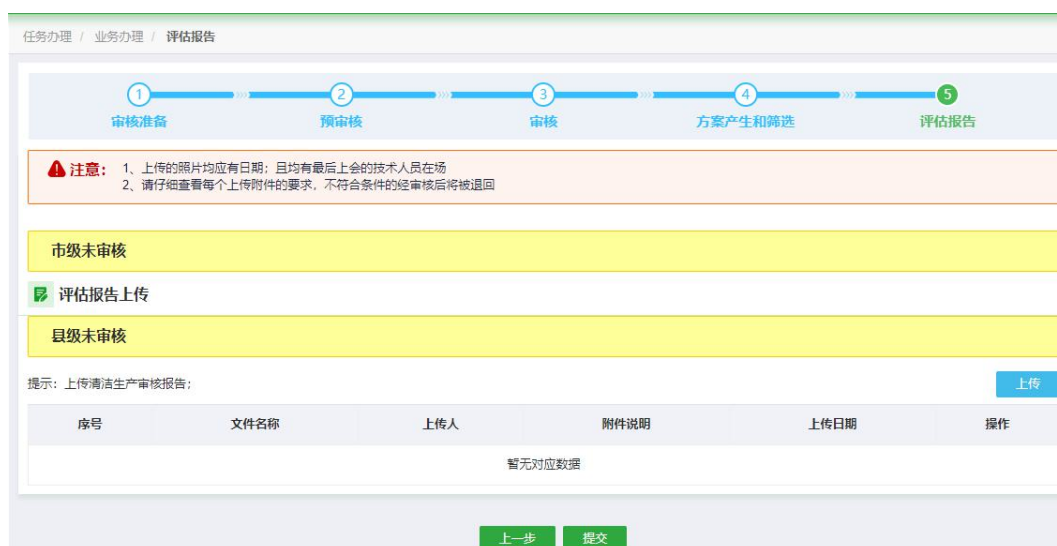 任务办理 / 业务办理 / 评估报告
1 2 3 4 5
审核准备 预审核 审核 方案产生和筛选 评估报告
注意： 1、上传的照片均应有日期；且均有最后上会的技术人员在场
2、请仔细查看每个上传附件的要求，不符合条件的经审核后将被退回
市级未审核
评估报告上传
县级未审核
提示：上传清洁生产审核报告； 上传
序号 文件名称 上传人 附件说明 上传日期 操作
暂无对应数据
上一步 提交